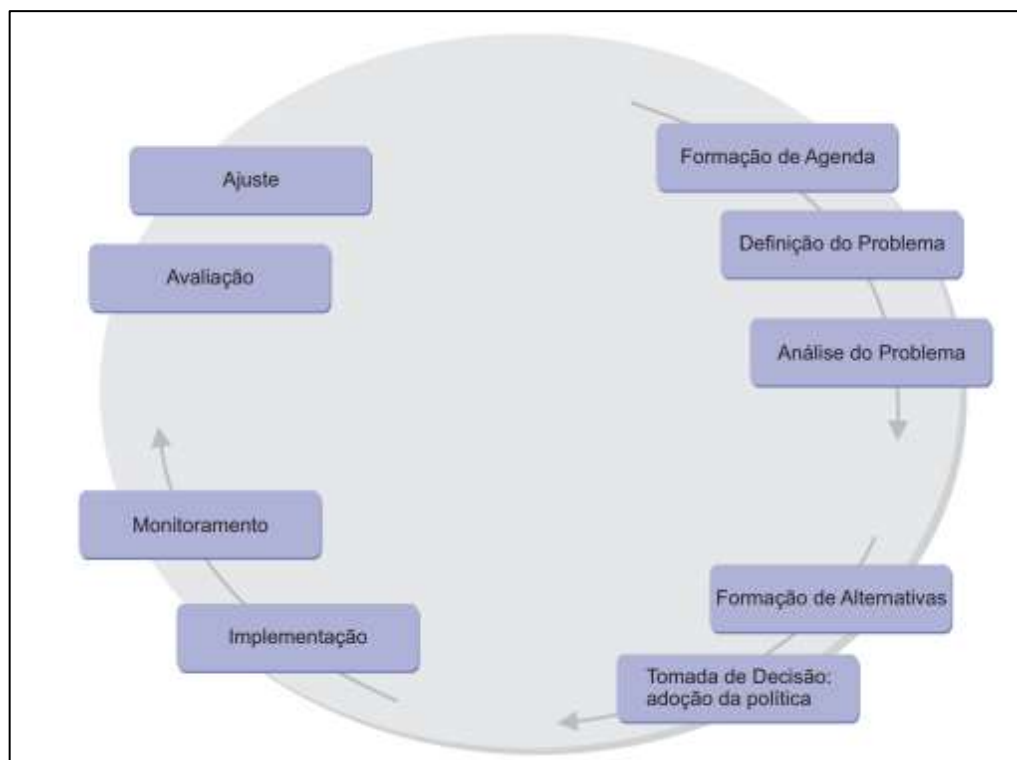 Formação de Agenda
Definição do Problema
Análise do Problema
Formação de Alternativas
Tomada de Decisão:
adoção da política
Implementação
Monitoramento
Avaliação
Ajuste